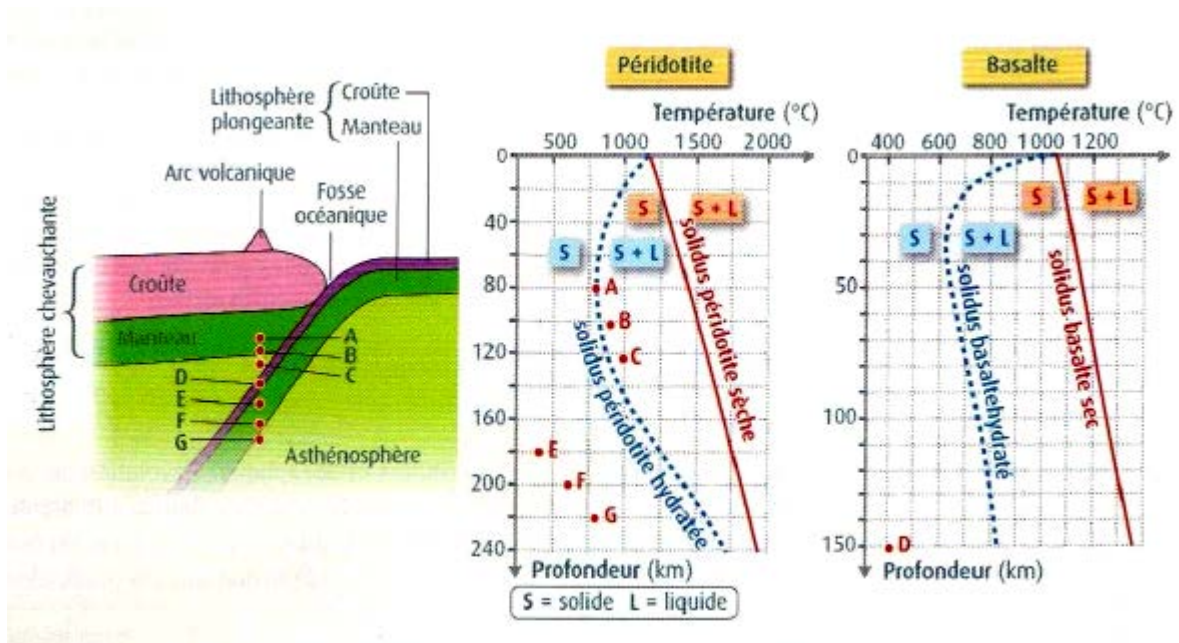 Lithosphère
plongeante
Croûte
Manteau
Arc volcanique
Fosse
océanique
Lithosphère chevauchante
Croûte
Manteau
A
B
C
D
E
F
G
Asthénosphère
Péridotite
Température (°C)
500 1000 1500 2000
0
40
80
120
160
200
240
S
S + L
S
S + L
solidus péridotite sèche
solidus péridotite hydratée
A
B
C
E
F
G
Profondeur (km)
S = solide L = liquide
Basalte
Température (°C)
400 600 800 1000 1200
0
50
100
150
S
S + L
S
S + L
solidus basalte sec
solidus basaltehydraté
D
Profondeur (km)